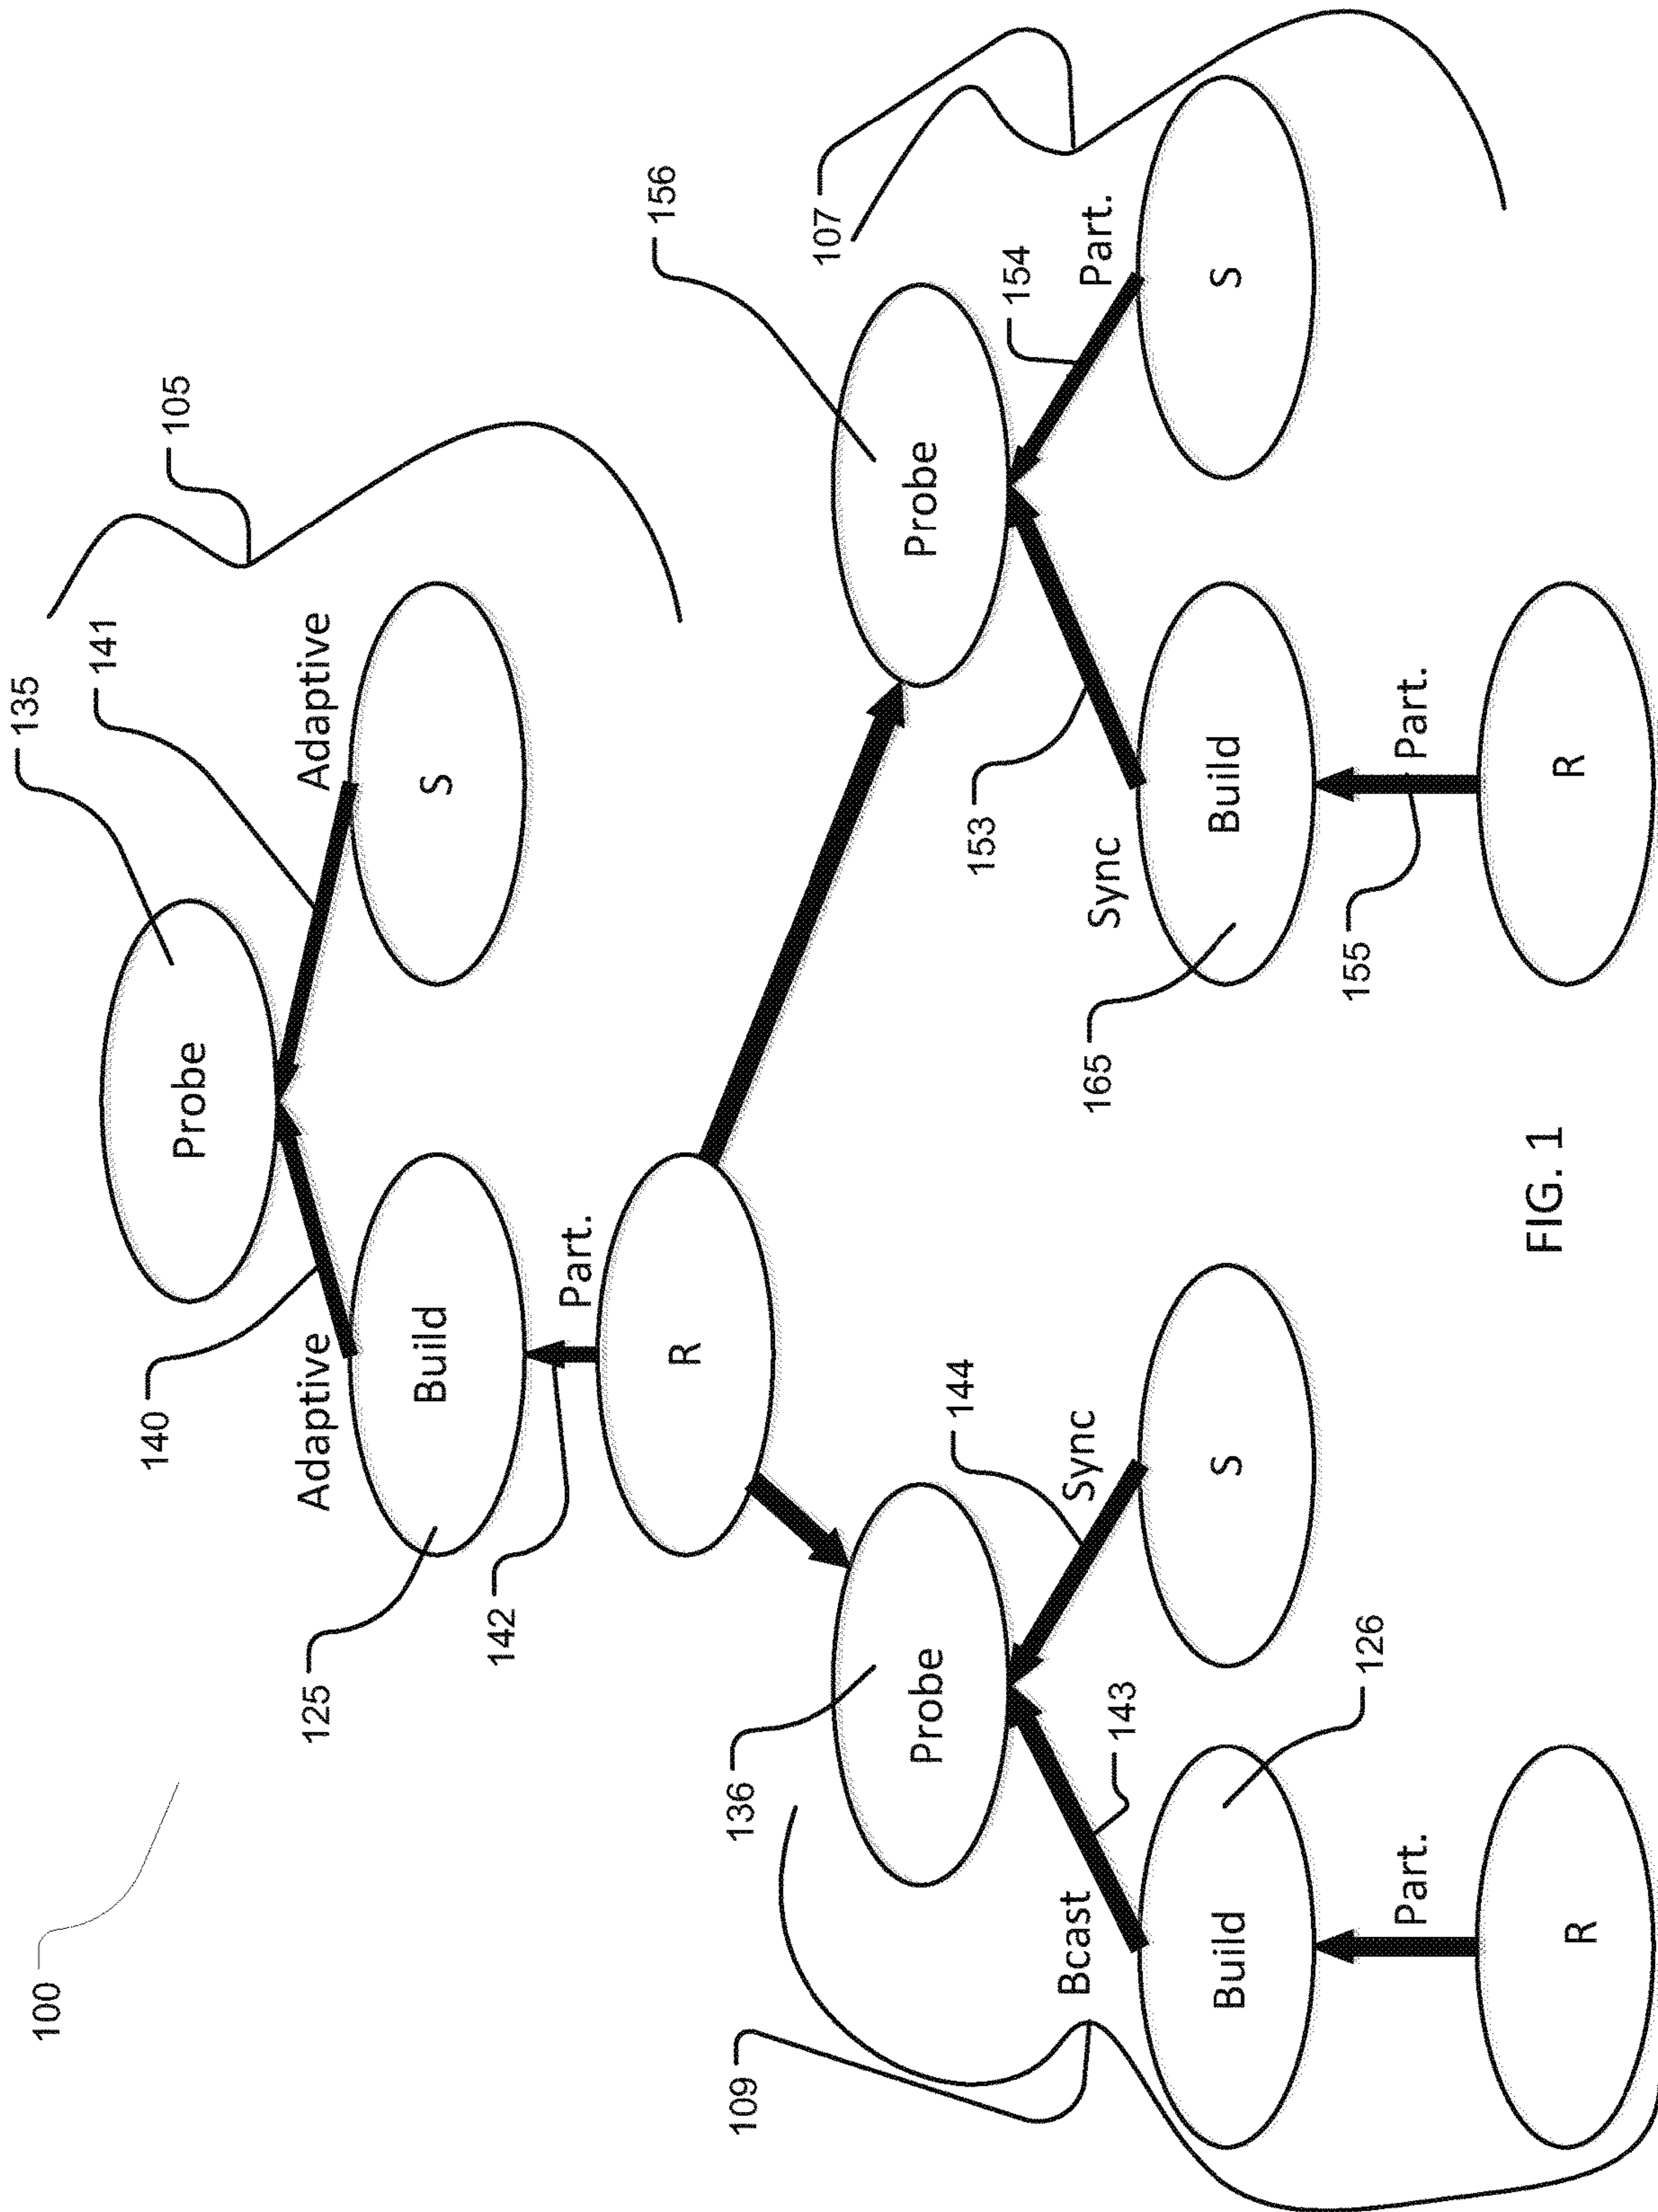 100
135
Probe
140
141
105
Adaptive
Adaptive
125
Build
S
142
Part.
R
136
Probe
156
Probe
109
Bcast
143
144
Sync
107
153
Sync
154
Part.
126
Build
S
165
Build
S
Part.
155
Part.
R
R
FIG. 1